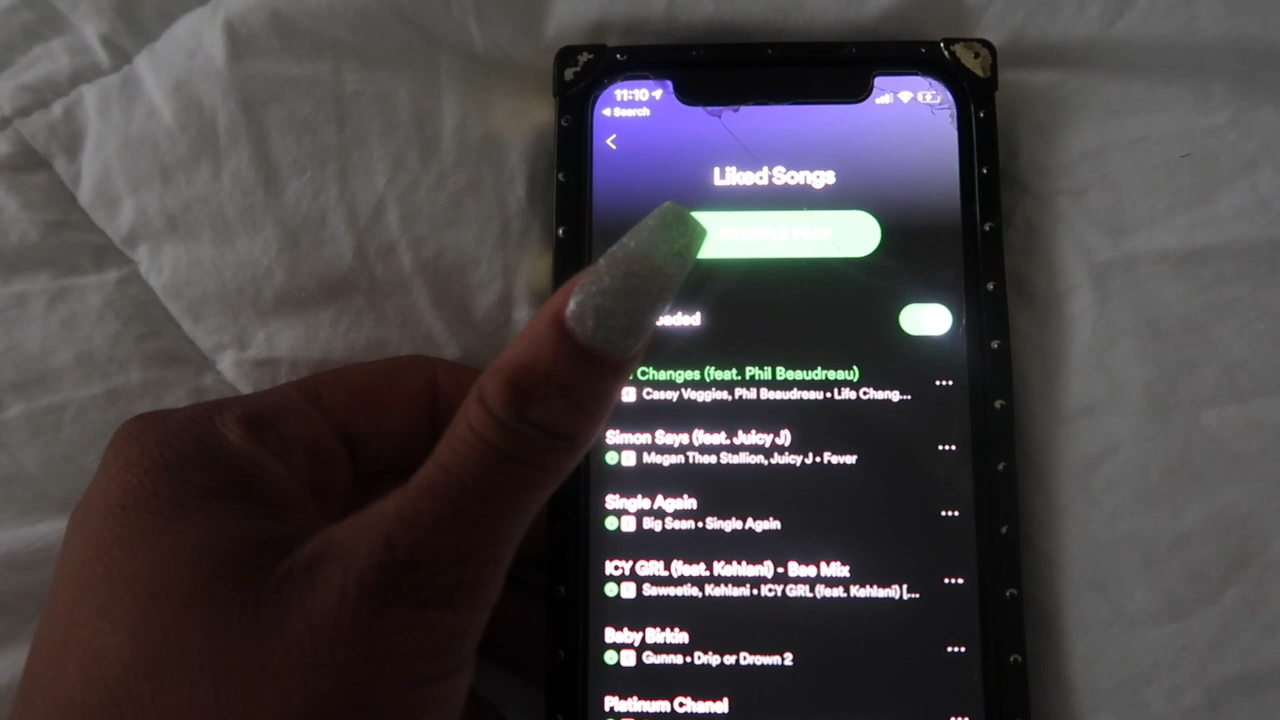 11:10
Search
Liked Songs
SHUFFLE PLAY
Changes (feat. Phil Beaudreau)
Casey Veggies, Phil Beaudreau • Life Chang...
Simon Says (feat. Juicy J)
Megan Thee Stallion, Juicy J • Fever
Single Again
Big Sean • Single Again
ICY GRL (feat. Kehlani) - Bae Mix
Saweetie, Kehlani • ICY GRL (feat. Kehlani) [...
Baby Birkin
Gunna • Drip or Drown 2
Platinum Chanel